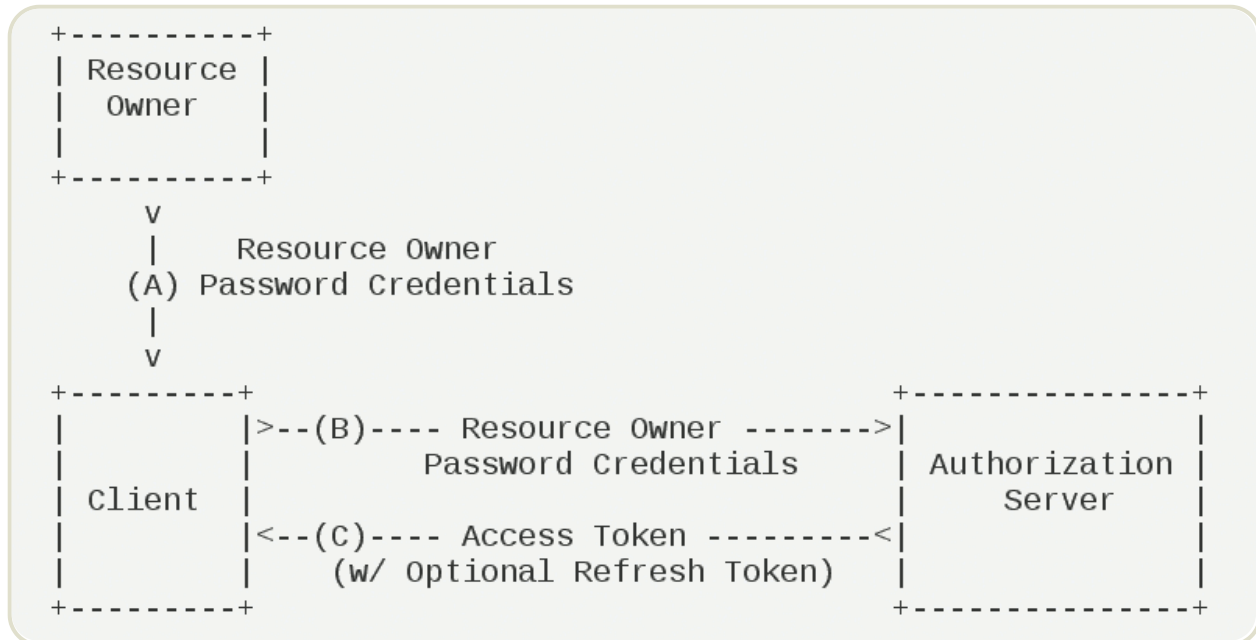 +----------+
| Resource |
|  Owner   |
|          |
+----------+
     v
     |    Resource Owner
    (A) Password Credentials
     |
     v
+---------+                                  +---------------+
|         |>--(B)---- Resource Owner ------->|               |
|         |         Password Credentials     | Authorization |
| Client  |                                  |     Server    |
|         |<--(C)---- Access Token ---------<|               |
|         |    (w/ Optional Refresh Token)   |               |
+---------+                                  +---------------+